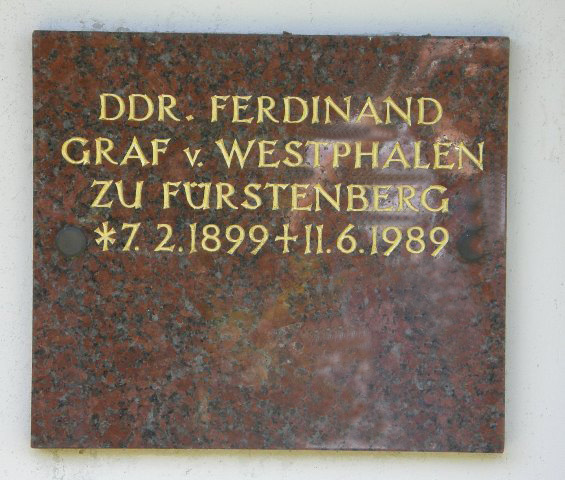 DDR. FERDINAND
GRAF v. WESTPHALEN
ZU FÜRSTENBERG
*7. 2.1899+11.6.1989